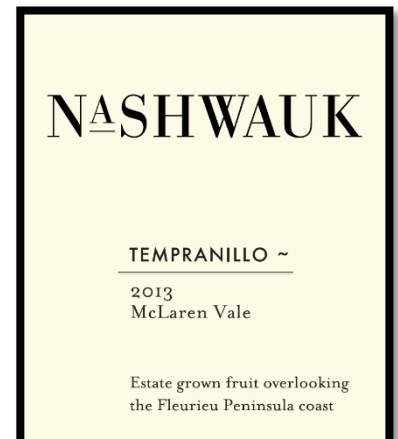 NASHWAUK
TEMPRANILLO ~
2013
McLaren Vale
Estate grown fruit overlooking
the Fleurieu Peninsula coast